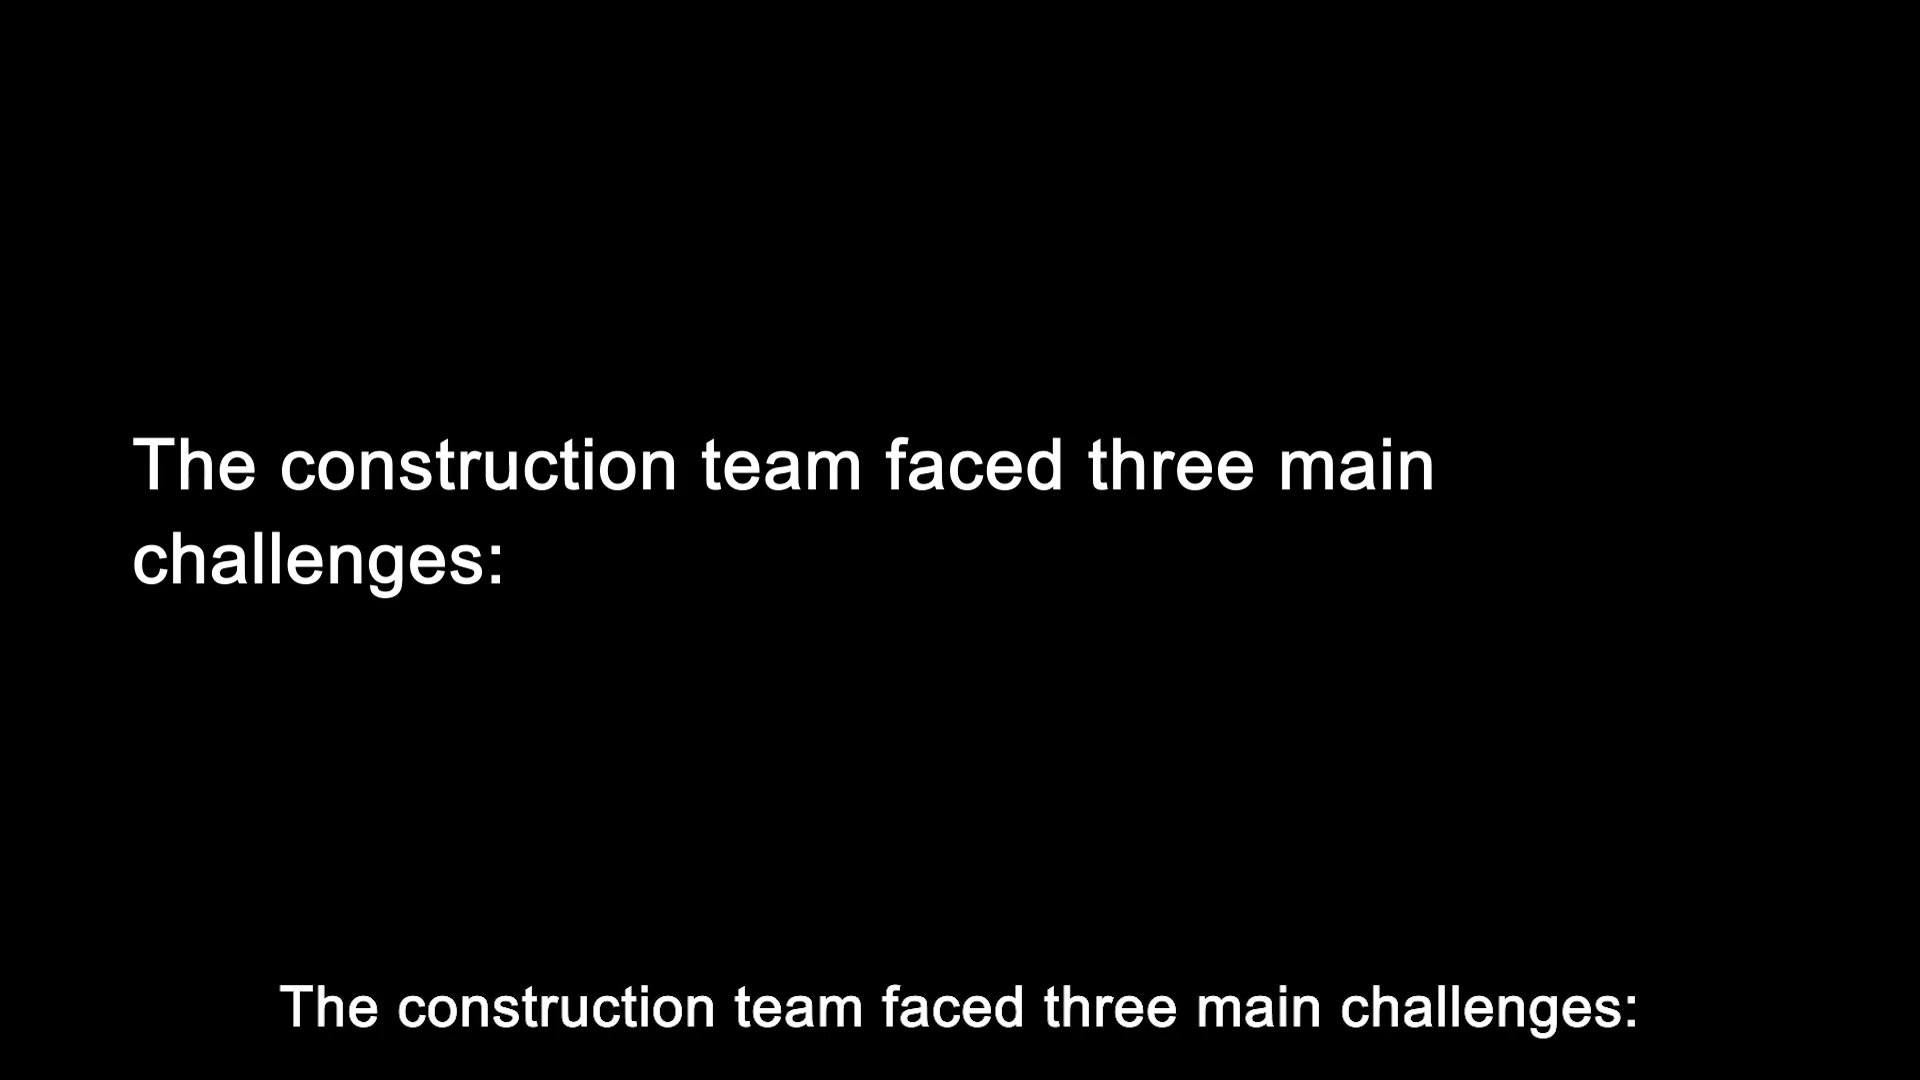 The construction team faced three main
challenges:
The construction team faced three main challenges: